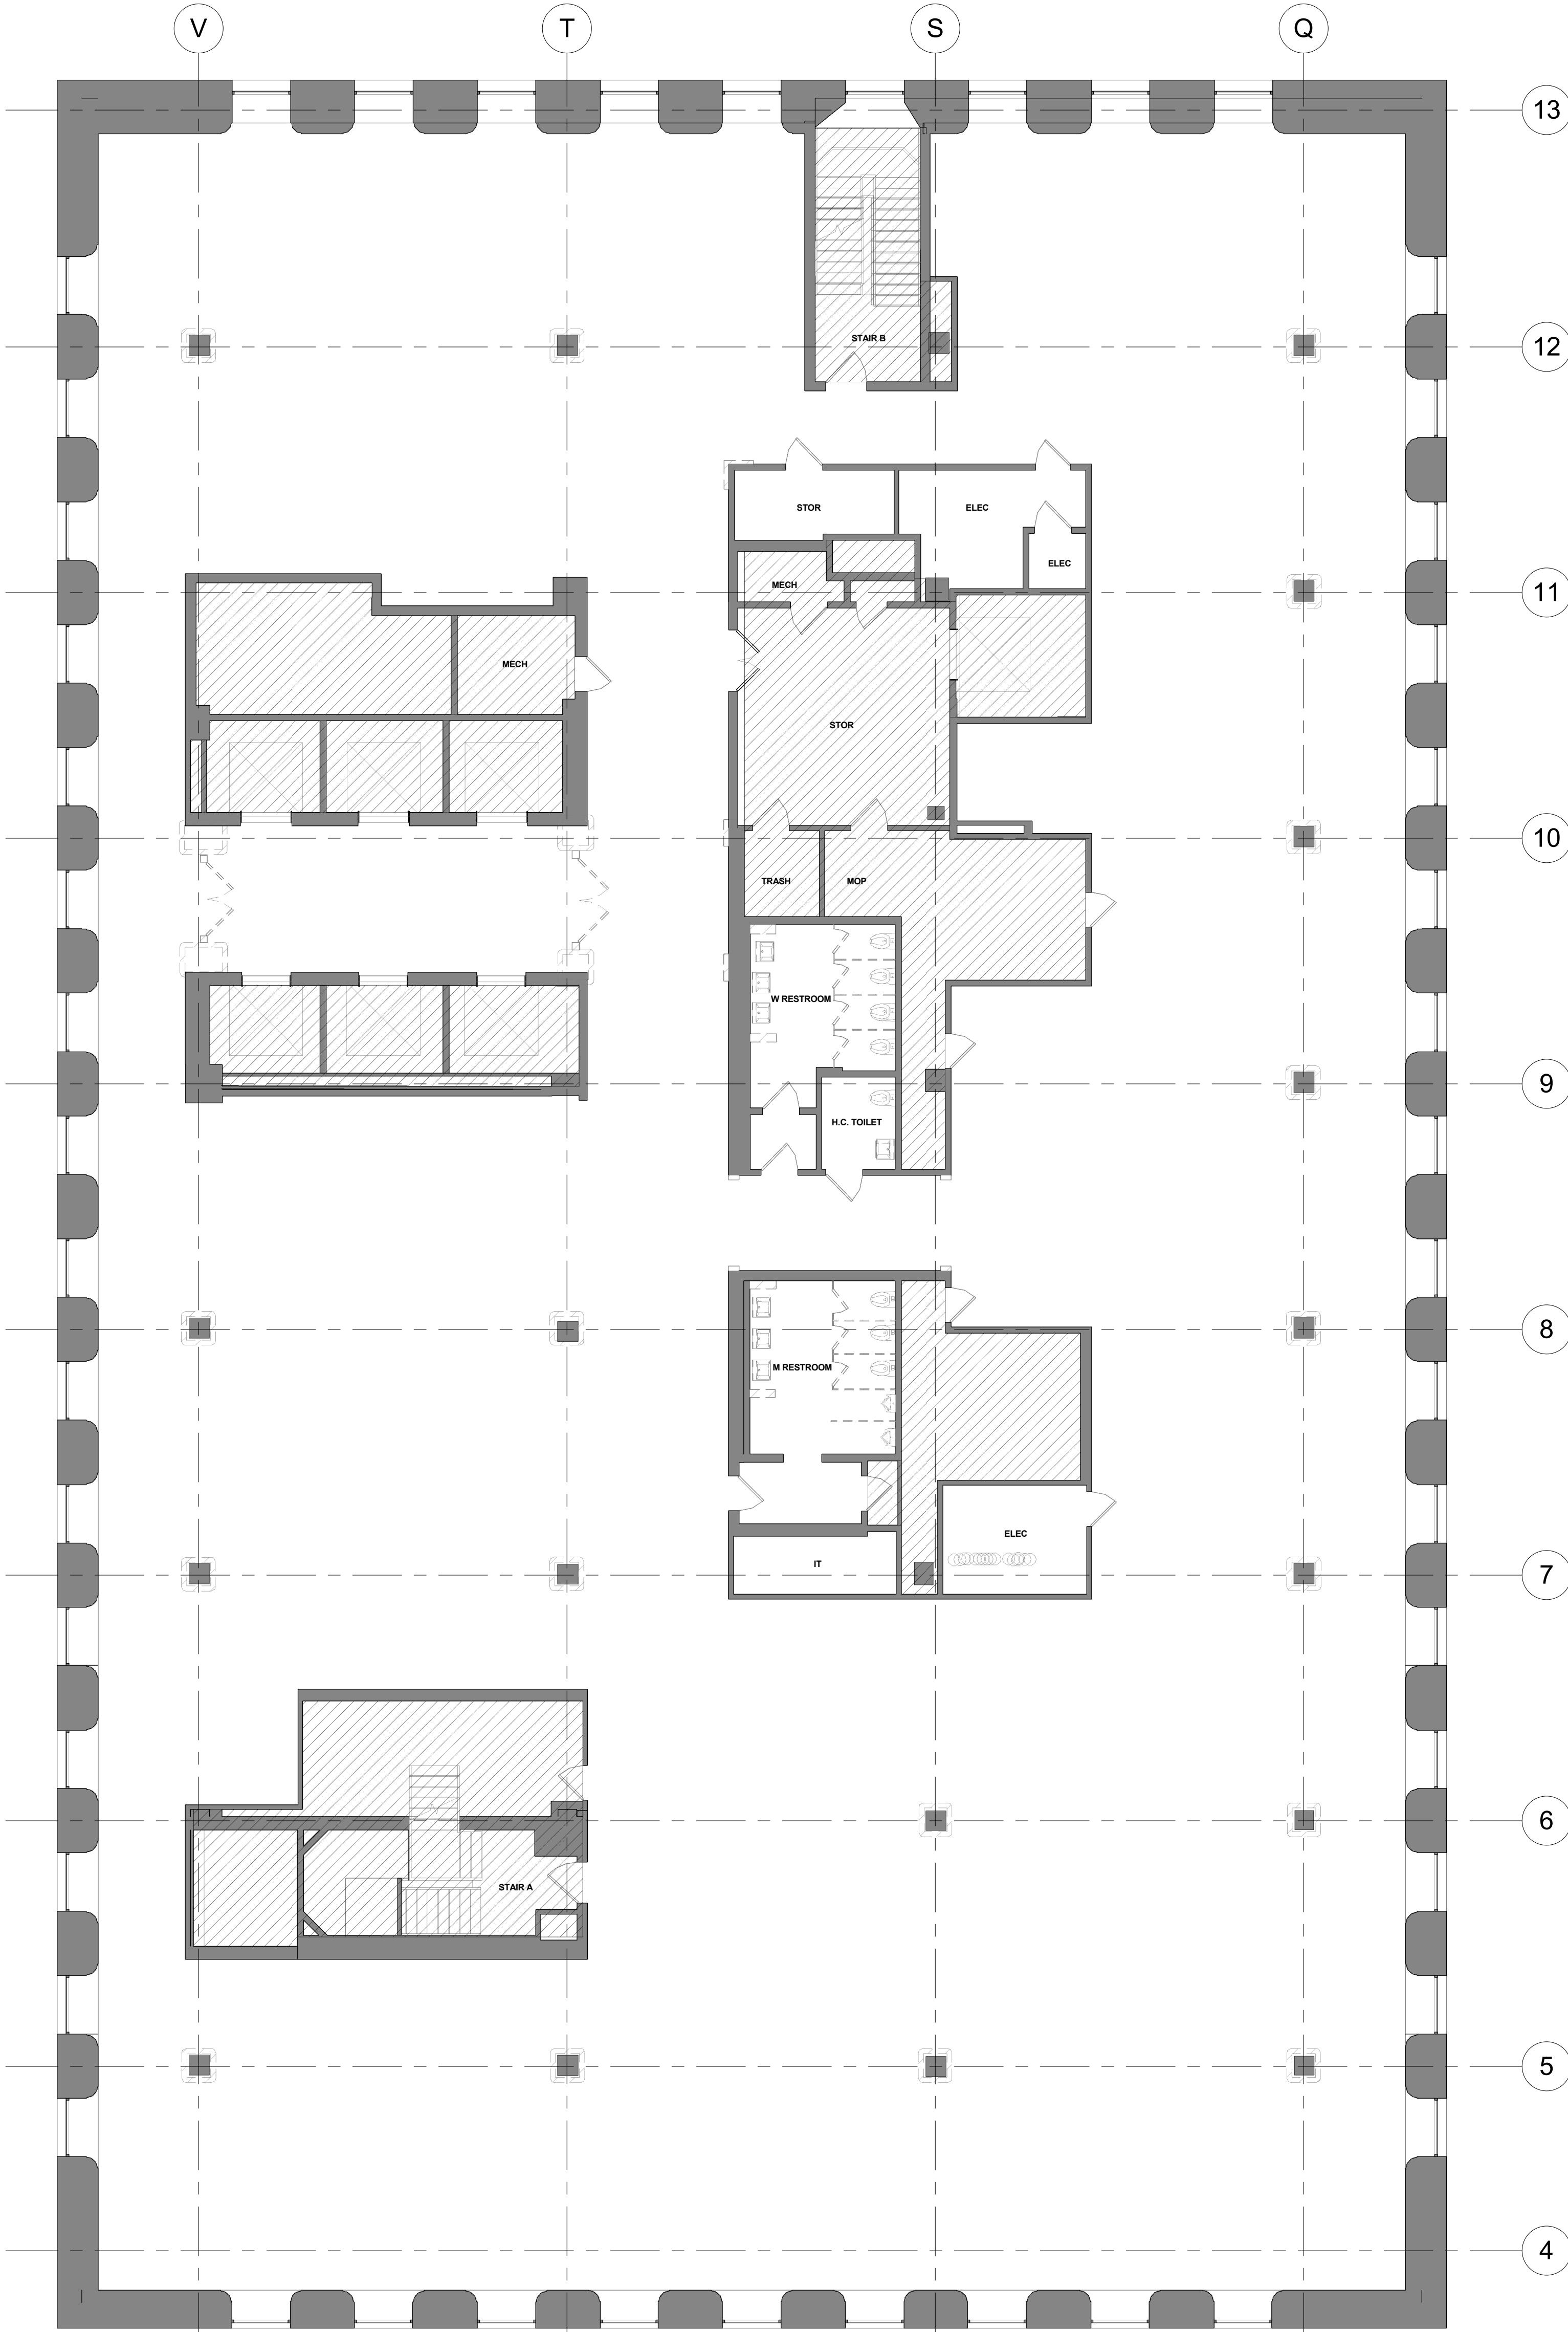 V T S Q
13
12
STAIR B
STOR ELEC
ELEC
MECH
11
MECH
STOR
10
TRASH MOP
W RESTROOM
9
H.C. TOILET
8
M RESTROOM
ELEC
IT
7
6
STAIR A
5
4